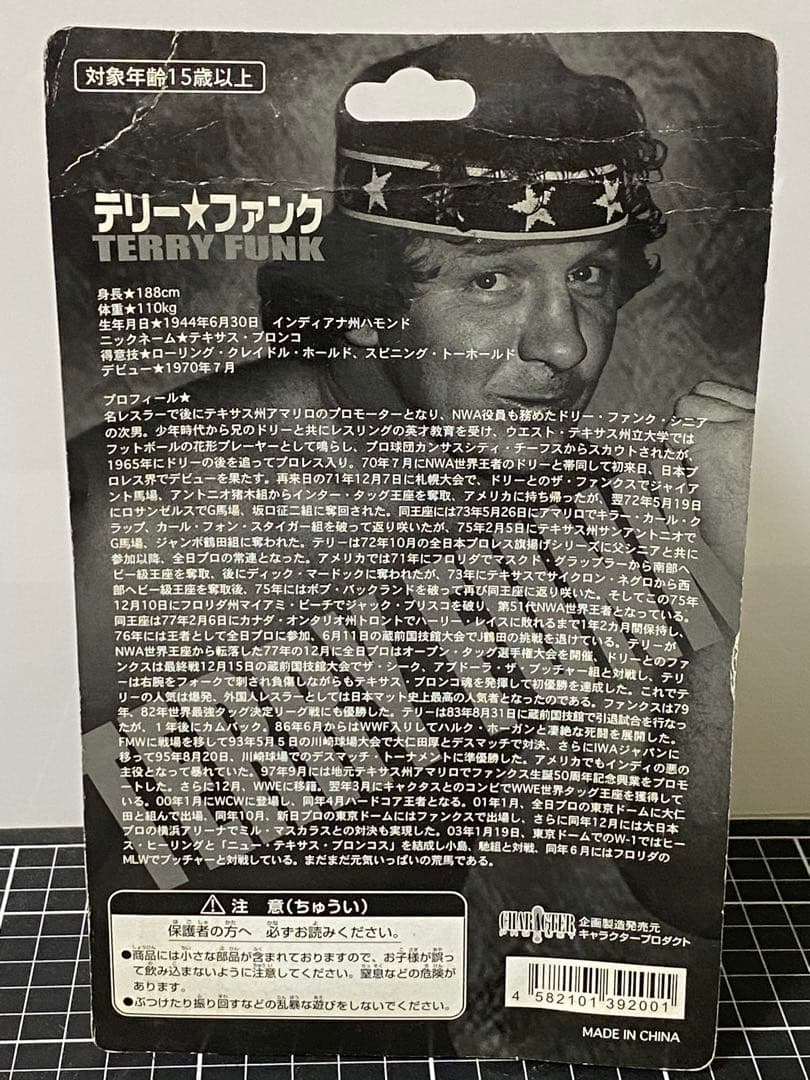 対象年齢15歳以上
テリー★ファンク
TERRY FUNK
身長★188cm
体重★110kg
生年月日★1944年6月30日 インディアナ州ハモンド
ニックネーム★テキサス・ブロンコ
得意技★ローリング・クレイドル・ホールド、スピニング・トーホールド
デビュー★1970年7月
プロフィール★
名レスラーで後にテキサス州アマリロのプロモーターとなり、NWA役員も務めたドリー・ファンク・シニア
の次男。少年時代から兄のドリーと共にレスリングの英才教育を受け、ウエスト・テキサス州立大学では
フットボールの花形プレーヤーとして鳴らし、プロ球団カンサスシティ・チーフスからスカウトされたが、
1965年にドリーの後を追ってプロレス入り。70年7月にNWA世界王者のドリーと帯同して初来日、日本プ
ロレス界でデビューを果たす。再来日の71年12月7日に札幌大会で、ドリーとのザ・ファンクスでジャイア
ント馬場、アントニオ猪木組からインター・タッグ王座を奪取、アメリカに持ち帰ったが、翌72年5月19日
にロサンゼルスでG馬場、坂口征二組に奪回された。同王座には73年5月26日にアマリロでキラー・カール・ク
ラップ、カール・フォン・スタイガー組を破って返り咲いたが、75年2月5日にテキサス州サンアントニオで
G馬場、ジャンボ鶴田組に奪われた。テリーは72年10月の全日本プロレス旗揚げシリーズに父シニアと共に
参加以降、全日プロの常連となった。アメリカでは71年にフロリダでマスクド・グラップラーから南部ヘ
ビー級王座を奪取、後にディック・マードックに奪われたが、73年にテキサスでサイクロン・ネグロから西
部ヘビー級王座を奪取後、75年にはボブ・バックランドを破って再び同王座に返り咲いた。そしてこの75年
12月10日にフロリダ州マイアミ・ビーチでジャック・ブリスコを破り、第51代NWA世界王者となっている。
同王座は77年2月6日にカナダ・オンタリオ州トロントでハーリー・レイスに敗れるまで1年2カ月間保持し、
76年には王者として全日プロに参加、6月11日の蔵前国技館大会で鶴田の挑戦を退けている。テリーが
NWA世界王座から転落した77年の12月に全日プロはオープン・タッグ選手権大会を開催、ドリーとのファ
ンクスは最終戦12月15日の蔵前国技館大会でザ・シーク、アブドーラ・ザ・ブッチャー組と対戦し、テリ
ーは右腕をフォークで刺され負傷しながらもテキサス・ブロンコ魂を発揮して初優勝を達成した。これでテ
リーの人気は爆発、外国人レスラーとしては日本マット史上最高の人気者となったのである。ファンクスは79
年、82年世界最強タッグ決定リーグ戦にも優勝した。テリーは83年8月31日に蔵前国技館で引退試合を行なっ
たが、1年後にカムバック。86年6月からはWWF入りしてハルク・ホーガンと凄絶な死闘を展開した。
FMWに戦場を移して93年5月5日の川崎球場大会で大仁田厚とデスマッチで対決、さらにIWAジャパンに
移って95年8月20日、川崎球場でのデスマッチ・トーナメントに準優勝した。アメリカでもインディの悪の
主役となって暴れていた。97年9月には地元テキサス州アマリロでファンクス生誕50周年記念興業をプロモ
ートした。さらに12月、WWEに移籍。翌年3月にキャクタスとのコンビでWWE世界タッグ王座を獲得して
いる。00年1月にWCWに登場し、同年4月ハードコア王者となる。01年1月、全日プロの東京ドームに大仁
田と組んで出場、同年10月、新日プロの東京ドームにはファンクスで出場し、さらに同年12月には大日本
プロの横浜アリーナでミル・マスカラスとの対決も実現した。03年1月19日、東京ドームでのW-1ではヒー
ス・ヒーリングと「ニュー・テキサス・ブロンコス」を結成し小島、馳組と対戦、同年6月にはフロリダの
MLWでブッチャーと対戦している。まだまだ元気いっぱいの荒馬である。
注 意(ちゅうい)
保護者の方へ 必ずお読みください。
●商品には小さな部品が含まれておりますので、お子様が誤っ
て飲み込まないように注意してください。窒息などの危険が
あります。
●ぶつけたり振り回すなどの乱暴な遊びをしないでください。
CHARACTER
PRODUCT
企画製造発売元
キャラクタープロダクト
4 582101 392001
MADE IN CHINA